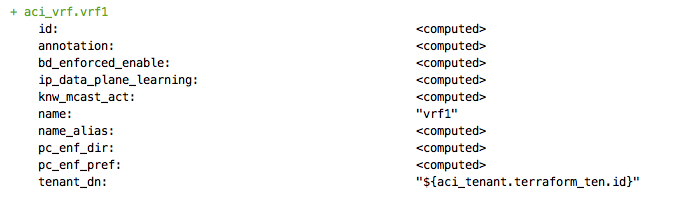 + aci_vrf.vrf1
id: <computed>
annotation: <computed>
bd_enforced_enable: <computed>
ip_data_plane_learning: <computed>
knw_mcast_act: <computed>
name: "vrf1"
name_alias: <computed>
pc_enf_dir: <computed>
pc_enf_pref: <computed>
tenant_dn: "${aci_tenant.terraform_ten.id}"